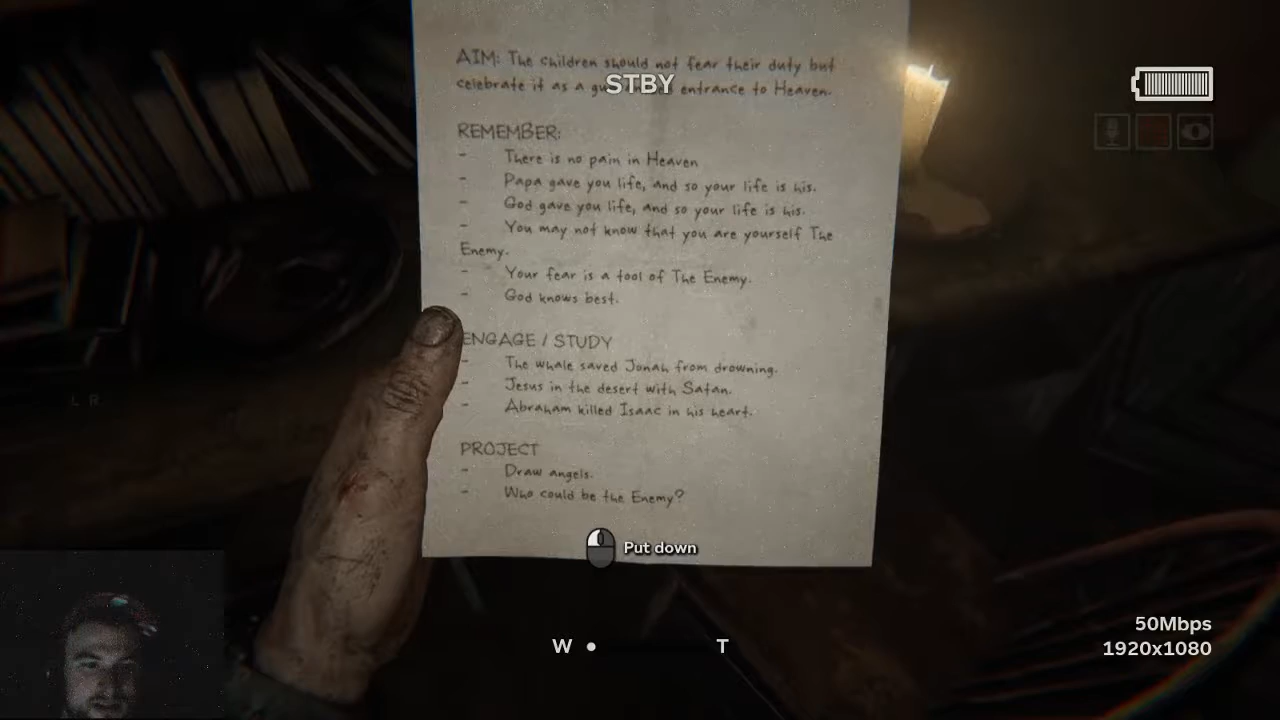 AIM: The children should not fear their duty but
celebrate it as a entrance to Heaven.
STBY
REMEMBER:
- There is no pain in Heaven
- Papa gave you life, and so your life is his.
- God gave you life, and so your life is his.
- You may not know that you are yourself The
Enemy.
- Your fear is a tool of The Enemy.
- God knows best.
ENGAGE / STUDY
- The whale saved Jonah from drowning.
- Jesus in the desert with Satan.
- Abraham killed Isaac in his heart.
PROJECT
- Draw angels.
- Who could be the Enemy?
Put down
L R
W T
50Mbps
1920x1080